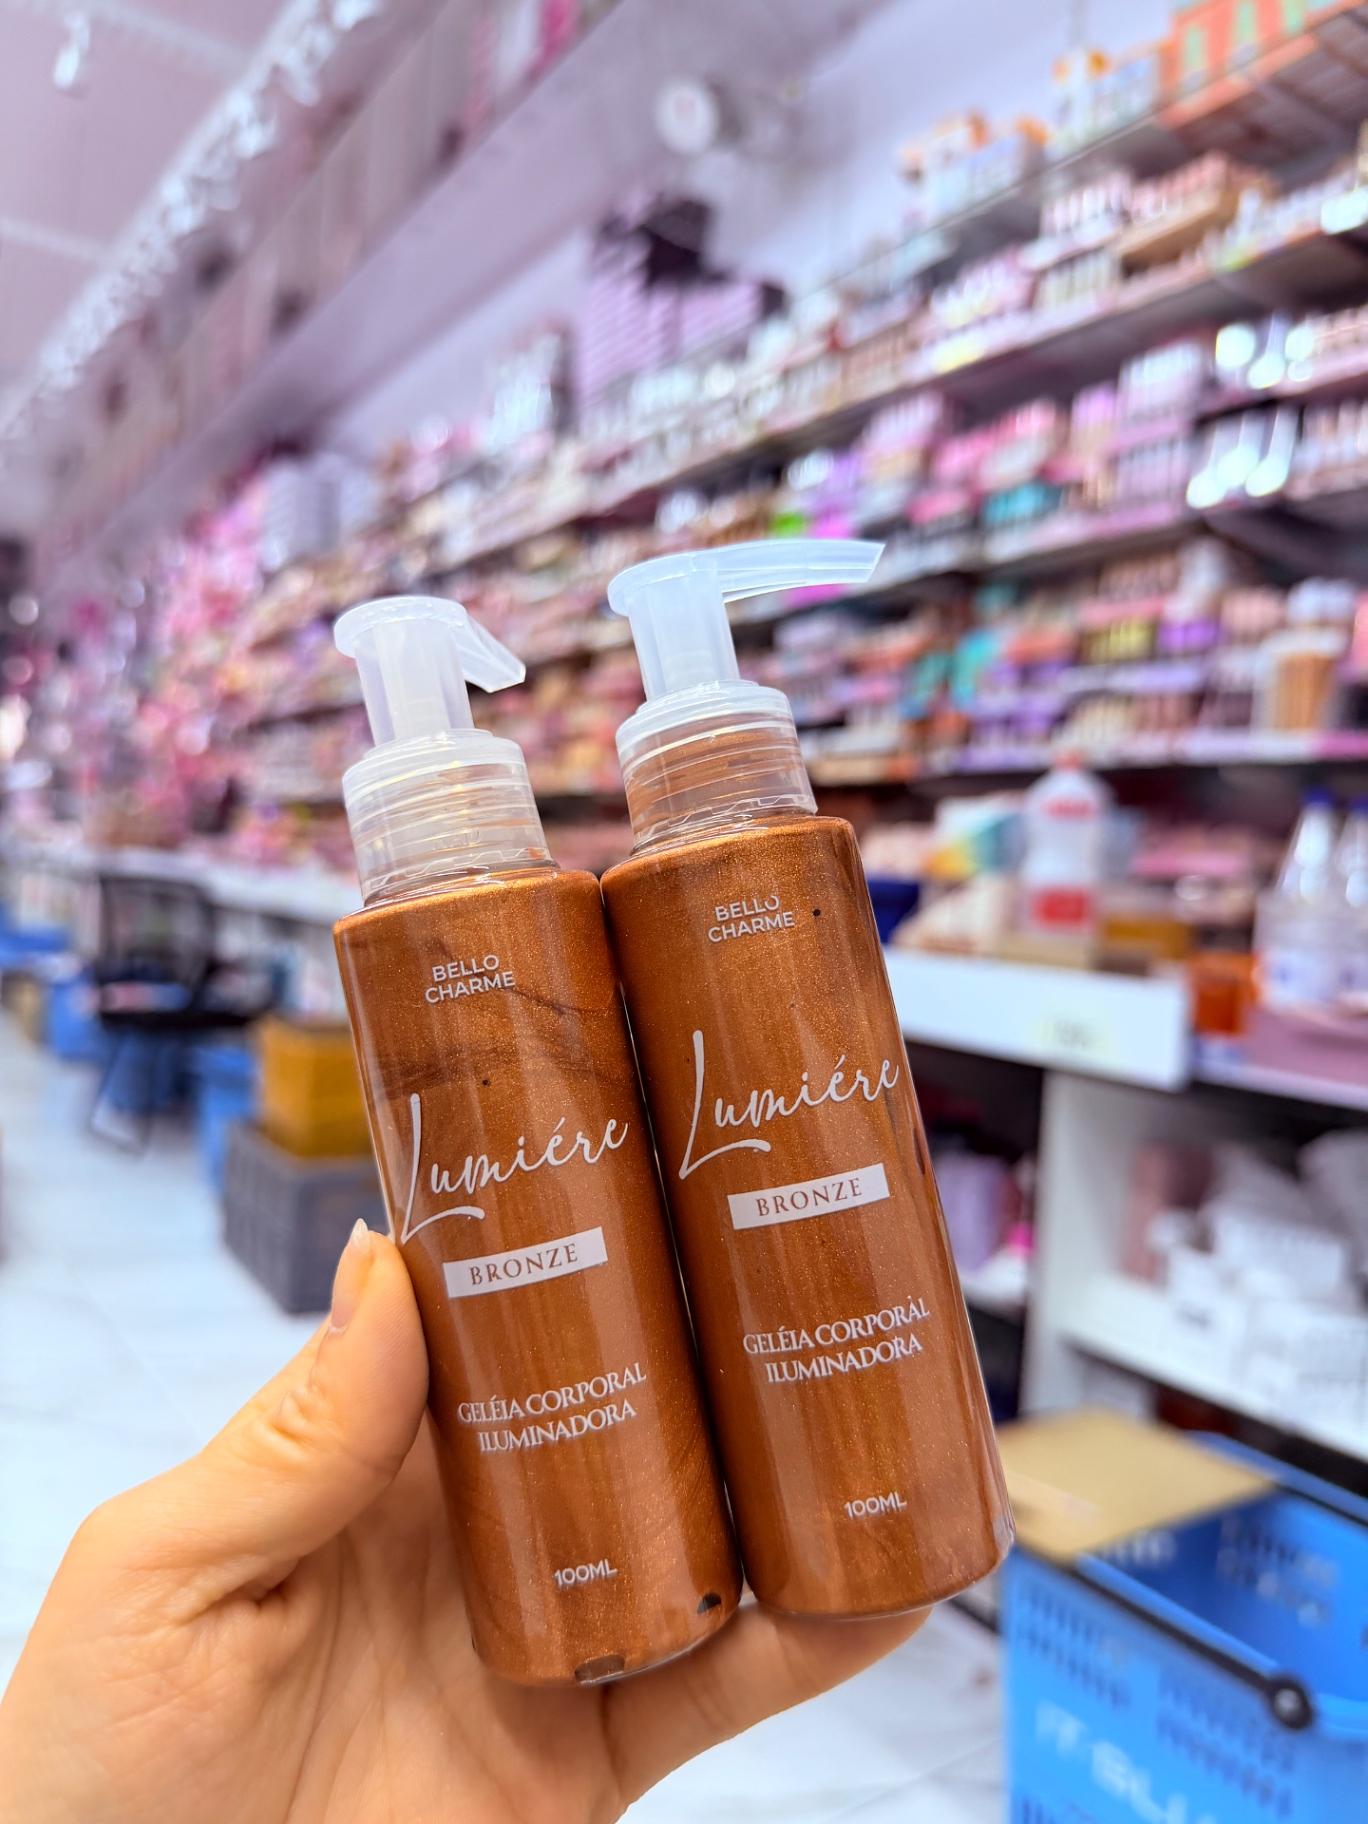 BELLO
CHARME
Lumiére
BRONZE
GELÉIA CORPORAL
ILUMINADORA
100ML
BELLO
CHARME
Lumiére
BRONZE
GELÉIA CORPORAL
ILUMINADORA
100ML